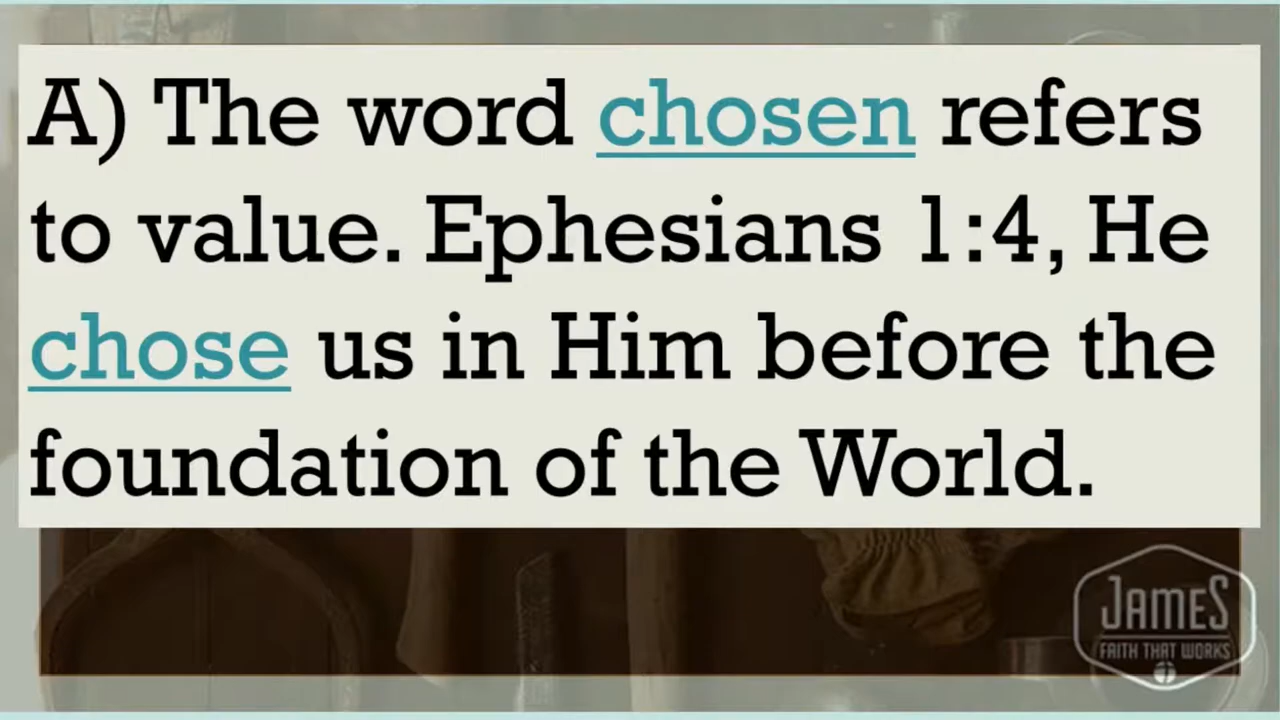 A) The word chosen refers
to value. Ephesians 1:4, He
chose us in Him before the
foundation of the World.
JAMES
FAITH THAT WORKS